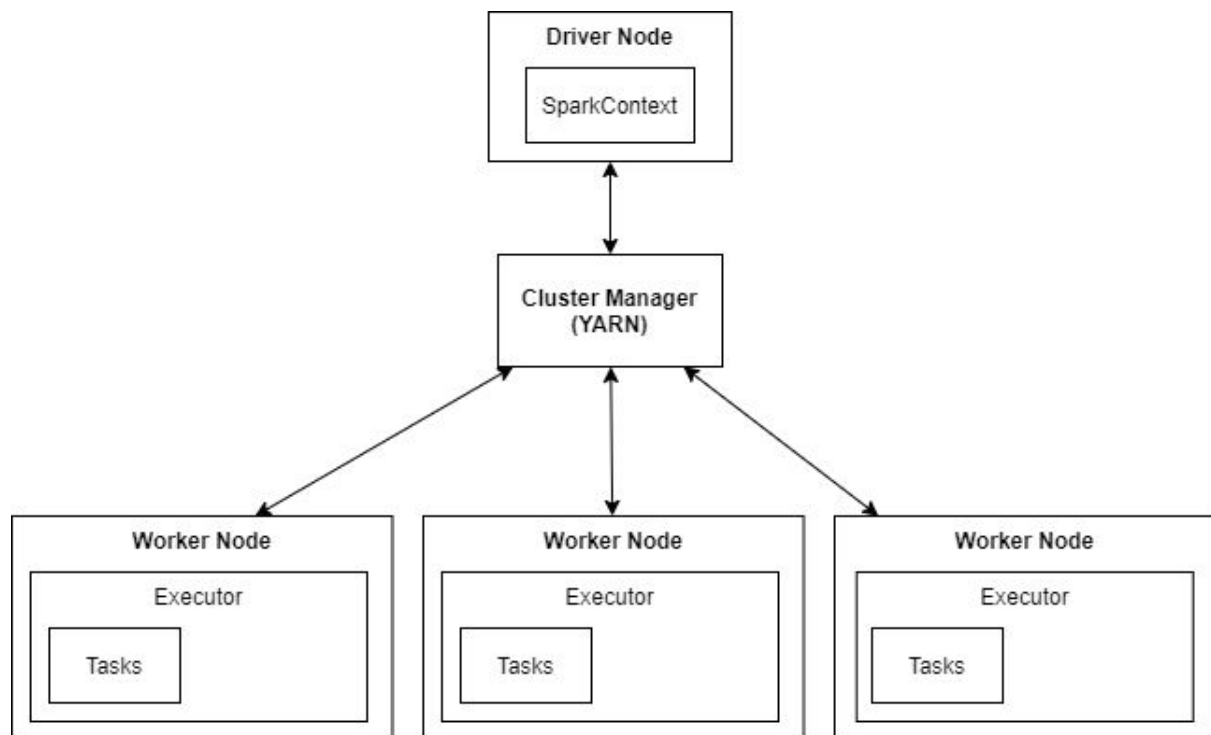 Driver Node
SparkContext
Cluster Manager
(YARN)
Worker Node
Executor
Tasks
Worker Node
Executor
Tasks
Worker Node
Executor
Tasks